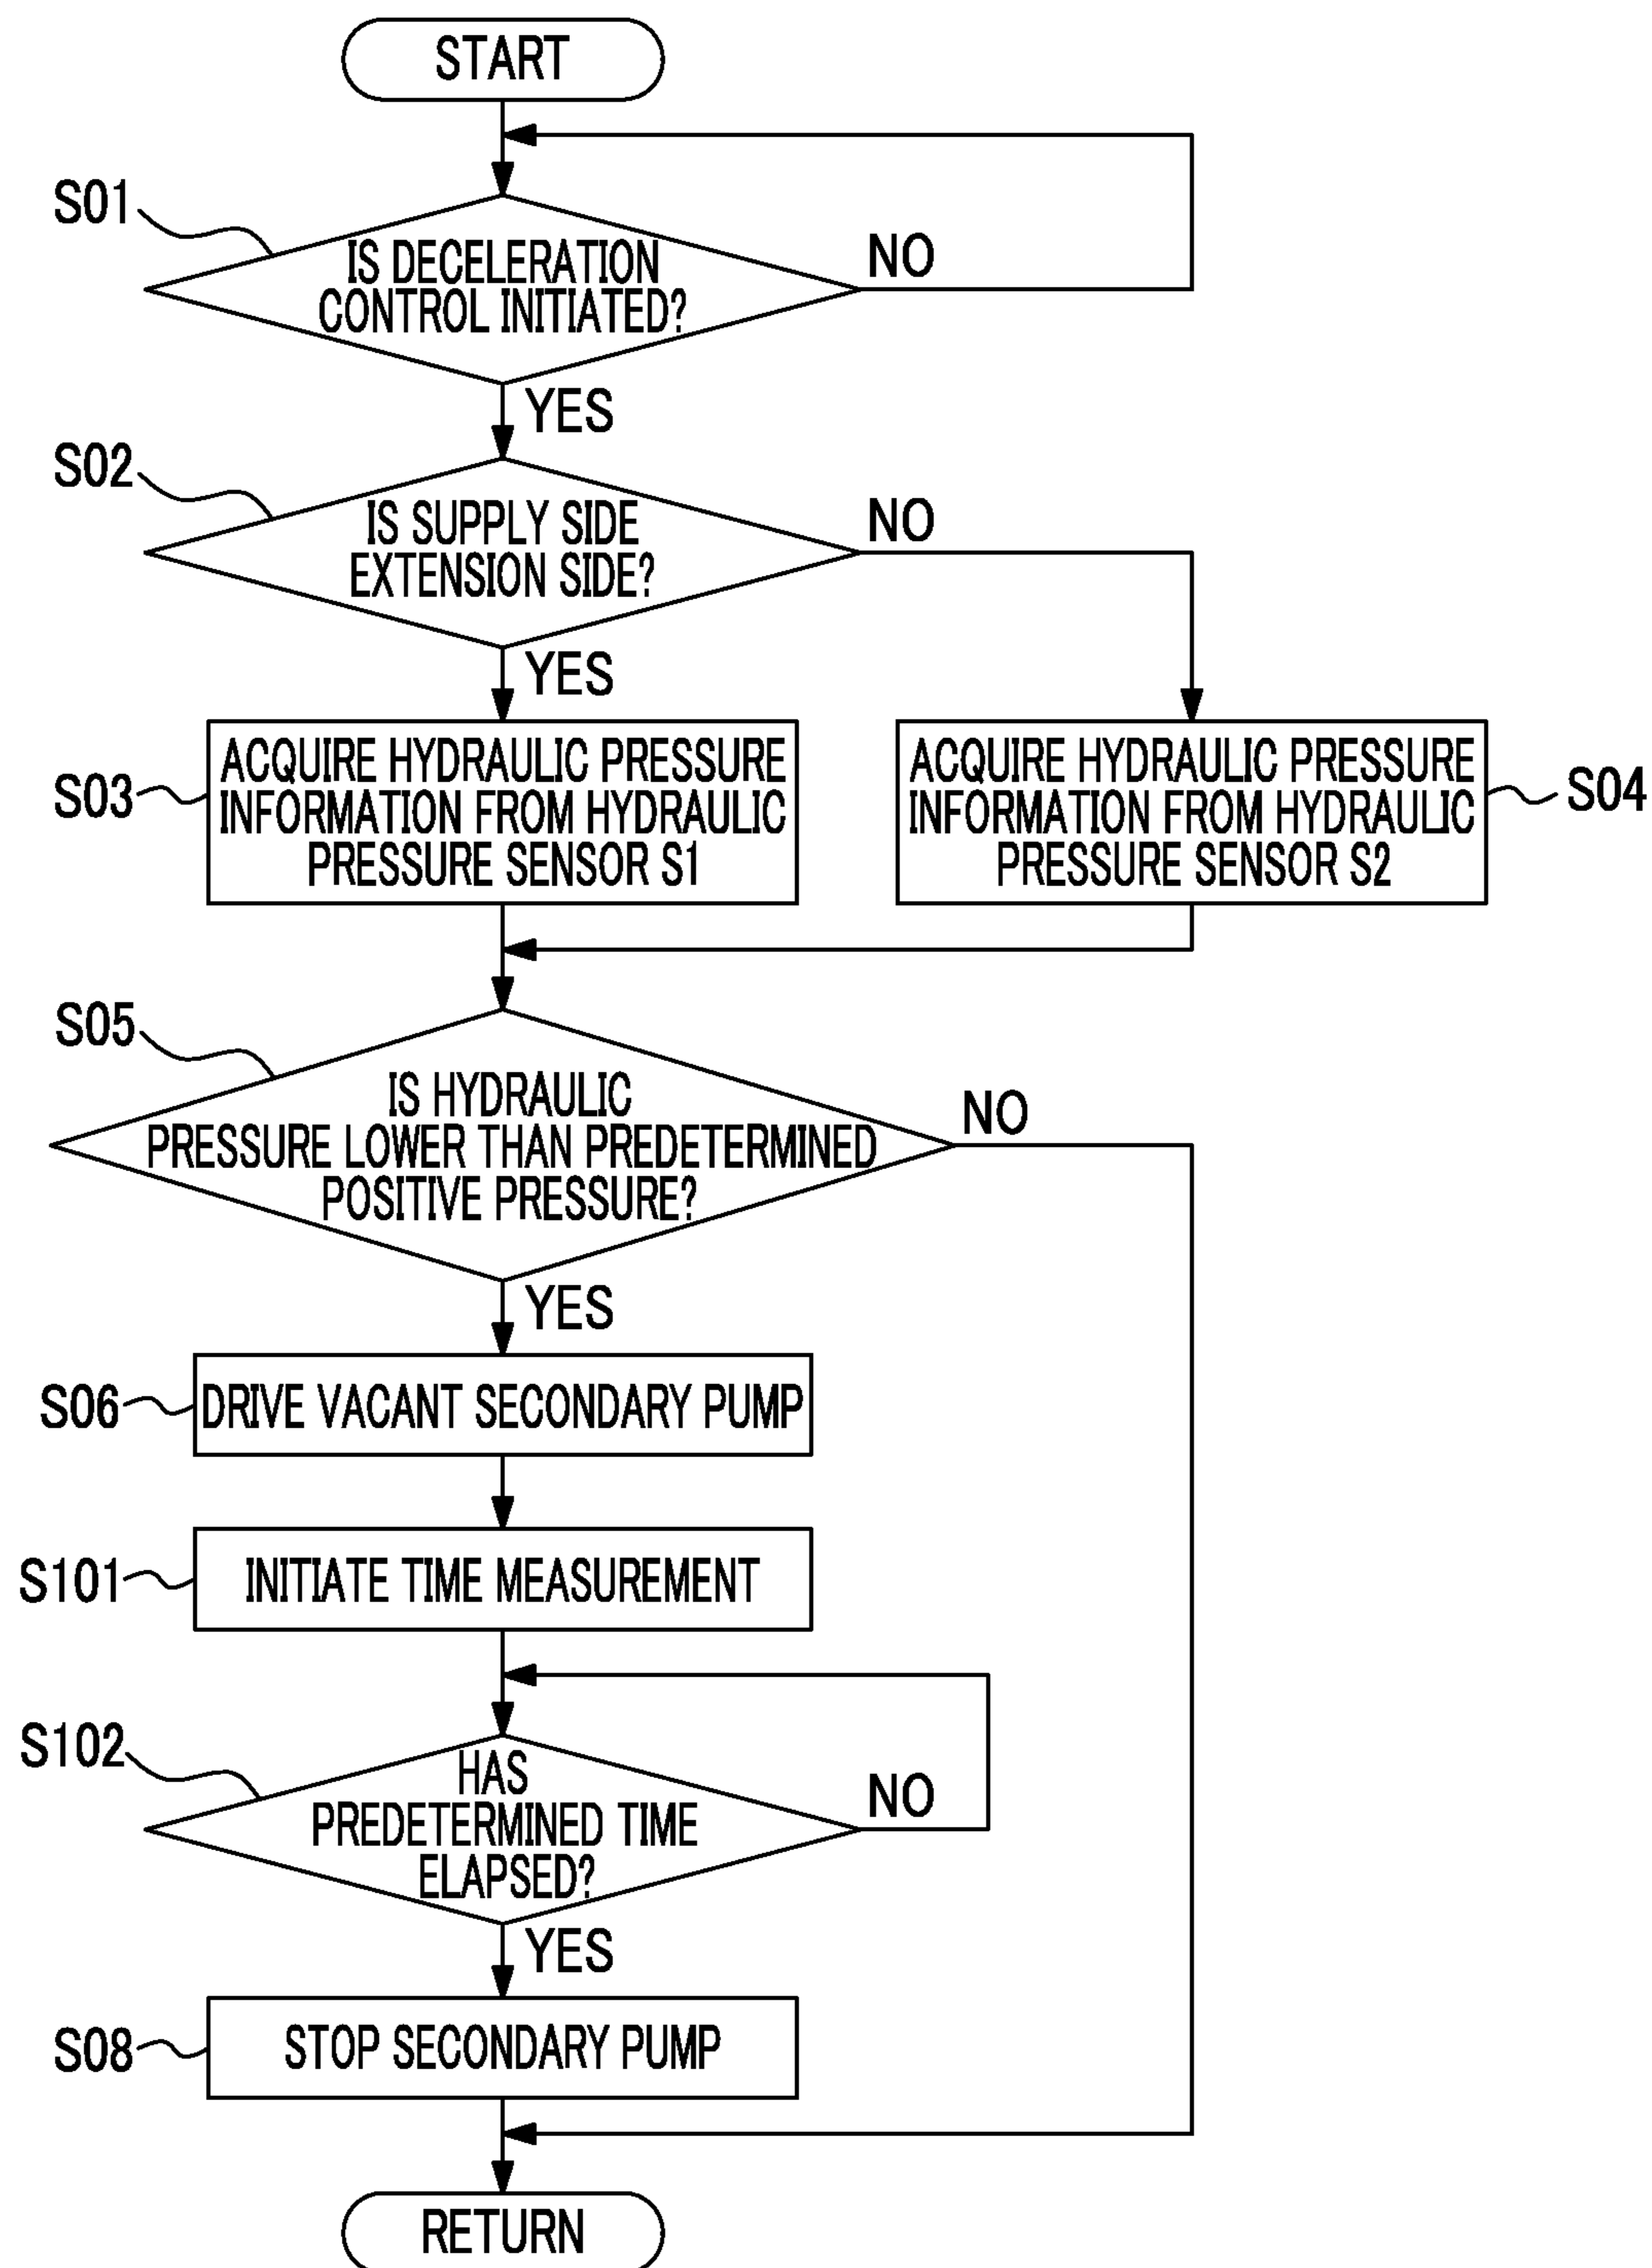 START
S01
IS DECELERATION
CONTROL INITIATED?
NO
YES
S02
IS SUPPLY SIDE
EXTENSION SIDE?
NO
YES
S03
ACQUIRE HYDRAULIC PRESSURE
INFORMATION FROM HYDRAULIC
PRESSURE SENSOR S1
ACQUIRE HYDRAULIC PRESSURE
INFORMATION FROM HYDRAULIC
PRESSURE SENSOR S2
S04
S05
IS HYDRAULIC
PRESSURE LOWER THAN PREDETERMINED
POSITIVE PRESSURE?
NO
YES
S06
DRIVE VACANT SECONDARY PUMP
S101
INITIATE TIME MEASUREMENT
S102
HAS
PREDETERMINED TIME
ELAPSED?
NO
YES
S08
STOP SECONDARY PUMP
RETURN